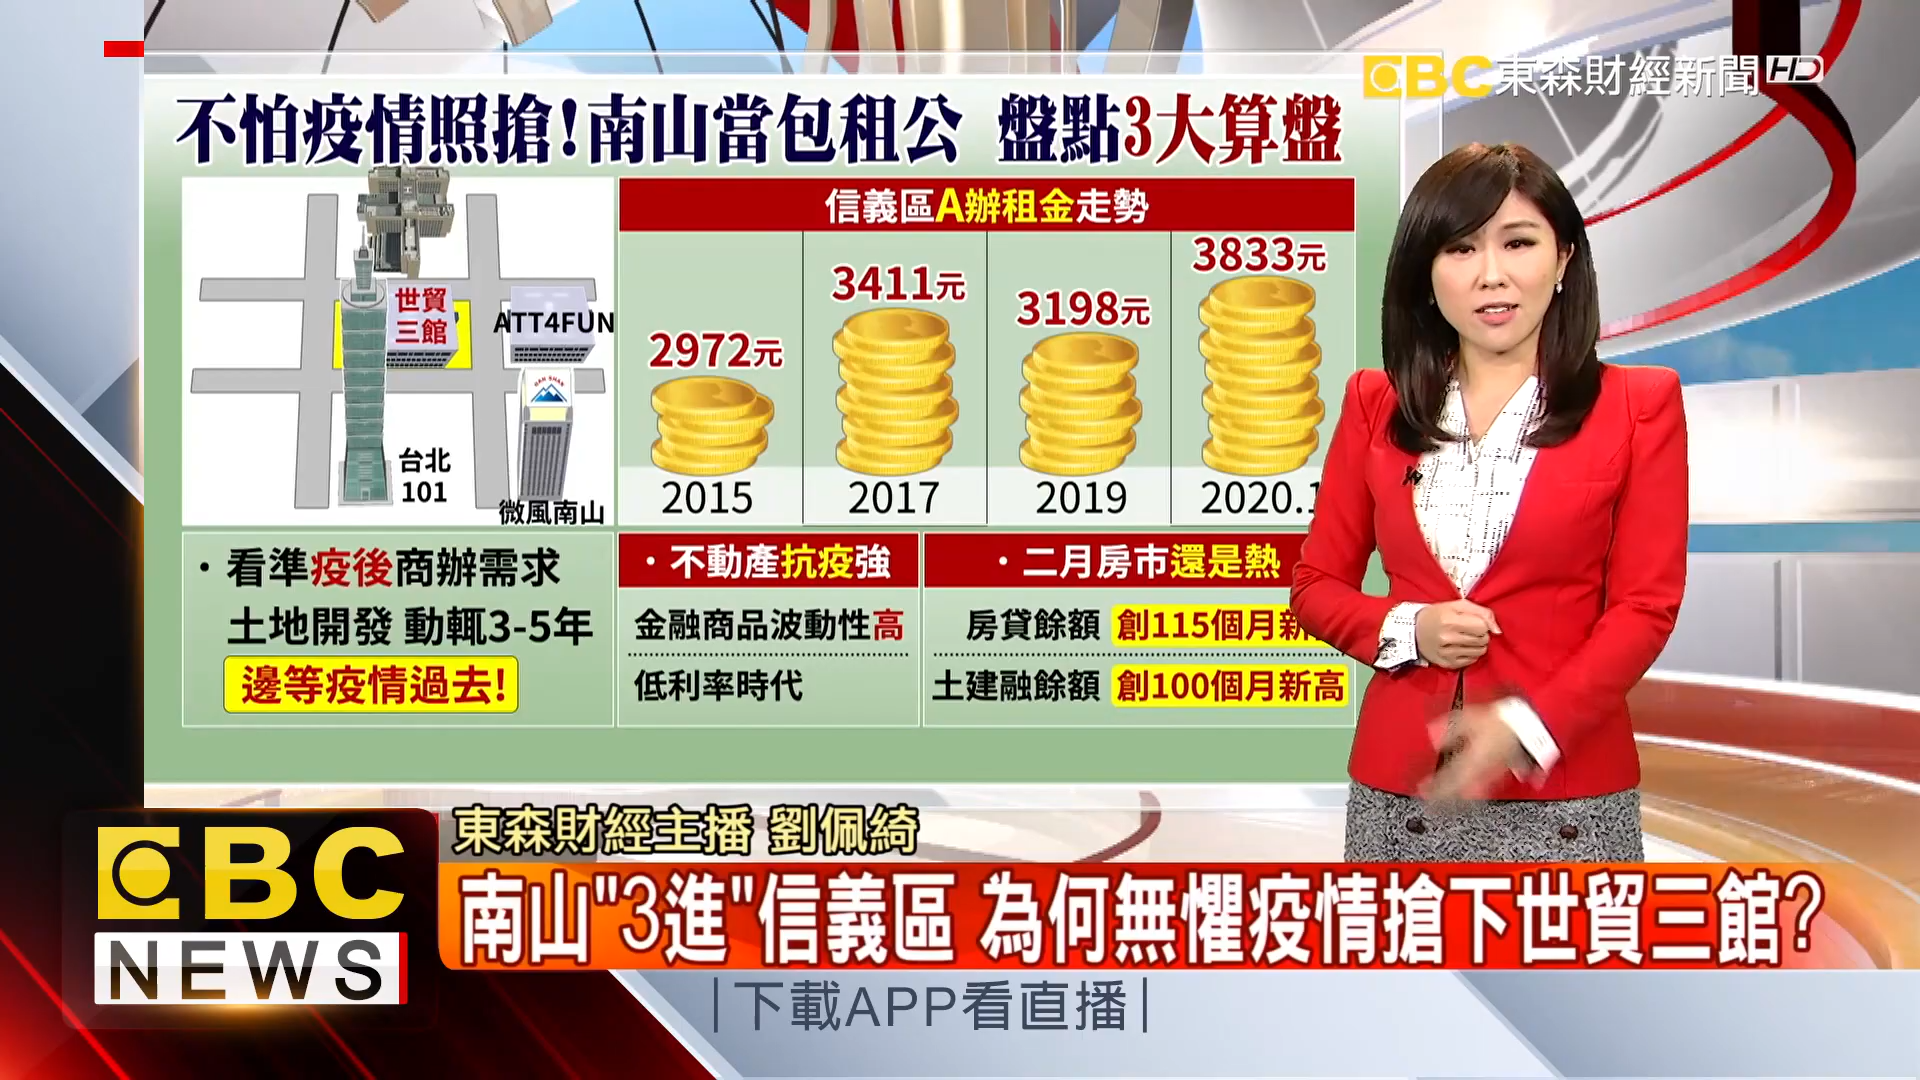 EBC東森財經新聞HD
不怕疫情照搶!南山當包租公 盤點3大算盤
世貿
三館
ATT4FUN
NAN SHAN
台北
101
微風南山
信義區A辦租金走勢
2972元
3411元
3198元
3833元
2015
2017
2019
2020.1
·看準疫後商辦需求
土地開發 動輒3-5年
邊等疫情過去!
·不動產抗疫強
金融商品波動性高
低利率時代
·二月房市還是熱
房貸餘額 創115個月新
土建融餘額 創100個月新高
東森財經主播 劉佩綺
南山"3進"信義區 為何無懼疫情搶下世貿三館?
EBC
NEWS
|下載APP看直播|